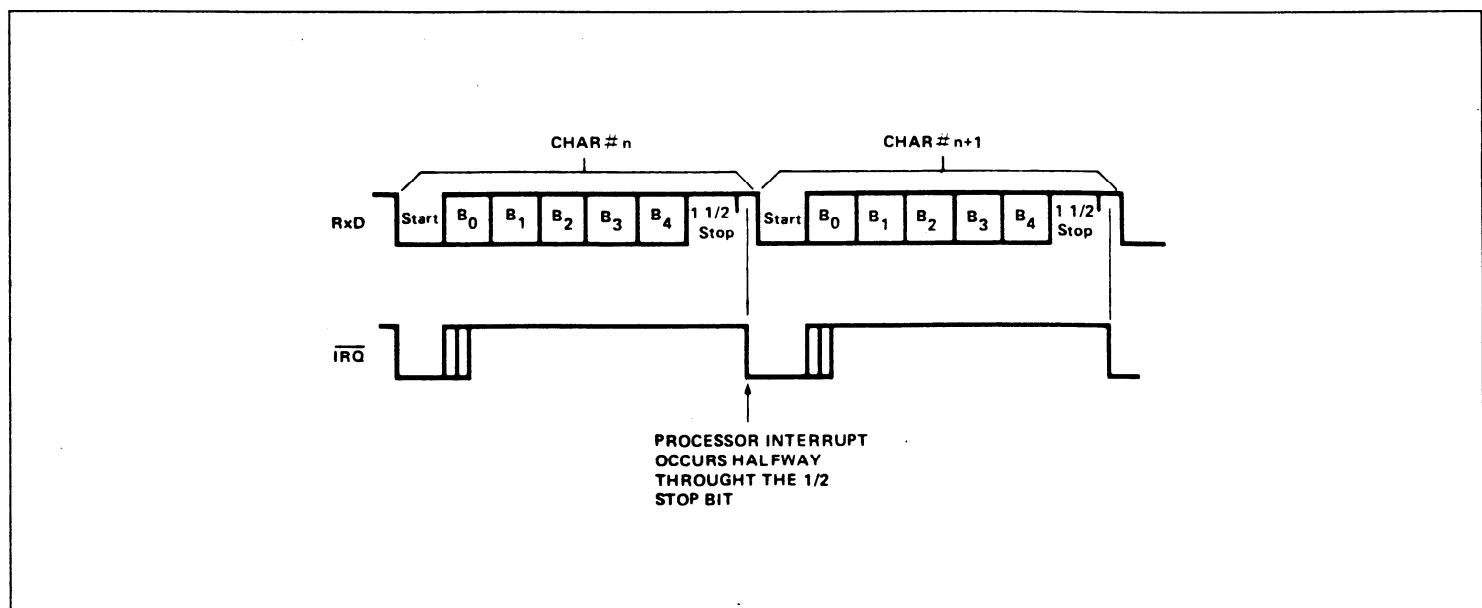 CHAR# n CHAR# n+1
RxD Start B0 B1 B2 B3 B4 1 1/2 Stop Start B0 B1 B2 B3 B4 1 1/2 Stop
IRQ
PROCESSOR INTERRUPT
OCCURS HALFWAY
THROUGHT THE 1/2
STOP BIT